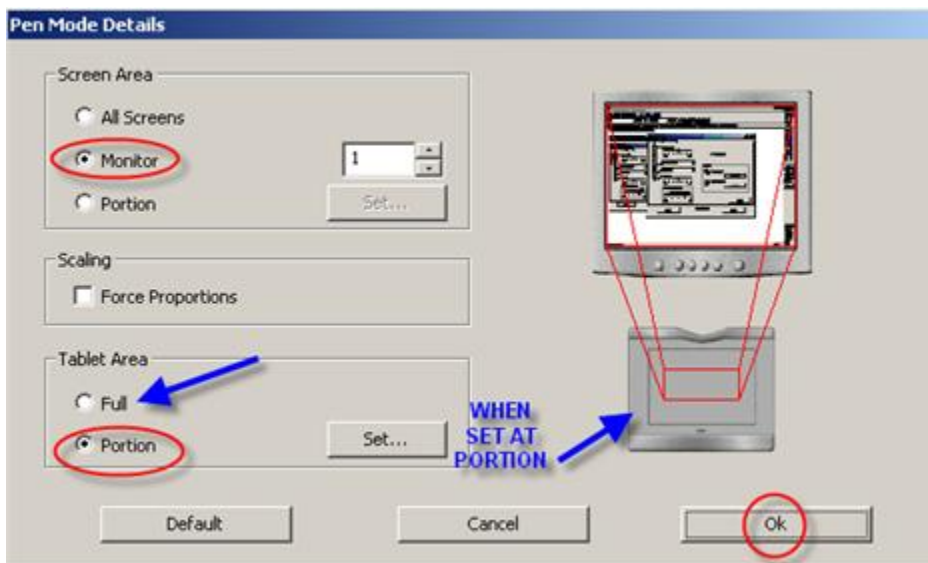 Pen Mode Details
Screen Area
All Screens
Monitor
1
Portion
Set...
Scaling
Force Proportions
Tablet Area
Full
Portion
Set...
WHEN
SET AT
PORTION
Default
Cancel
Ok